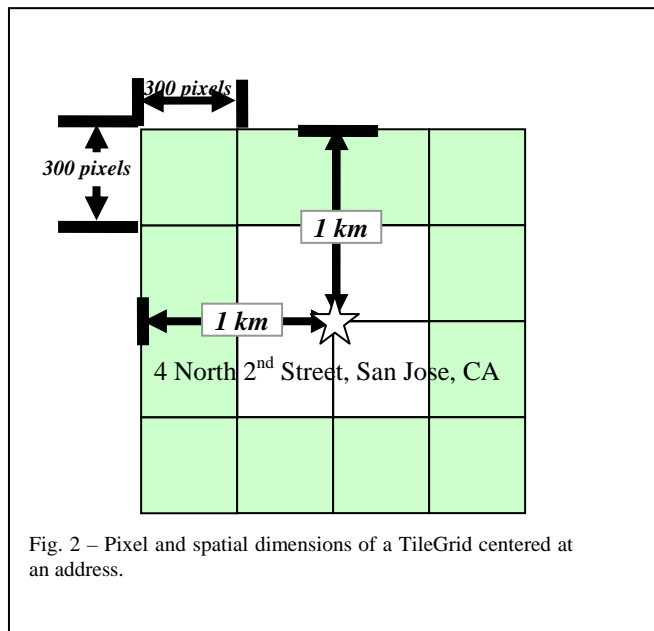 300 pixels
300 pixels
1 km
1 km
4 North 2nd Street, San Jose, CA
Fig. 2 – Pixel and spatial dimensions of a TileGrid centered at
an address.